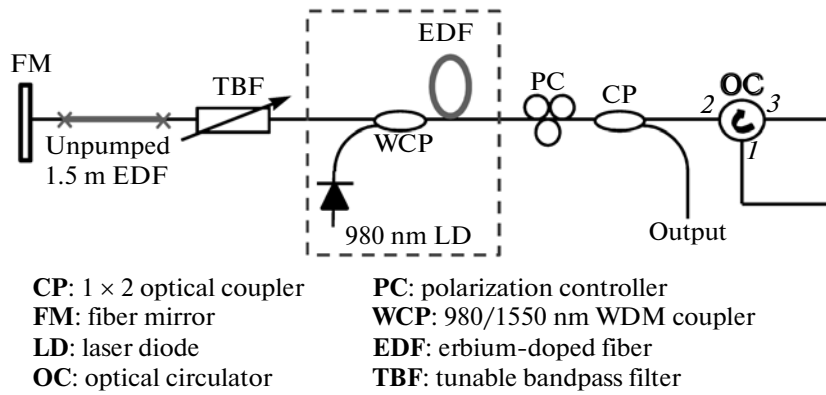 EDF
FM
TBF
PC
CP
OC
2
3
1
WCP
Unpumped
1.5 m EDF
980 nm LD
Output
CP: 1 × 2 optical coupler
PC: polarization controller
FM: fiber mirror
WCP: 980/1550 nm WDM coupler
LD: laser diode
EDF: erbium-doped fiber
OC: optical circulator
TBF: tunable bandpass filter